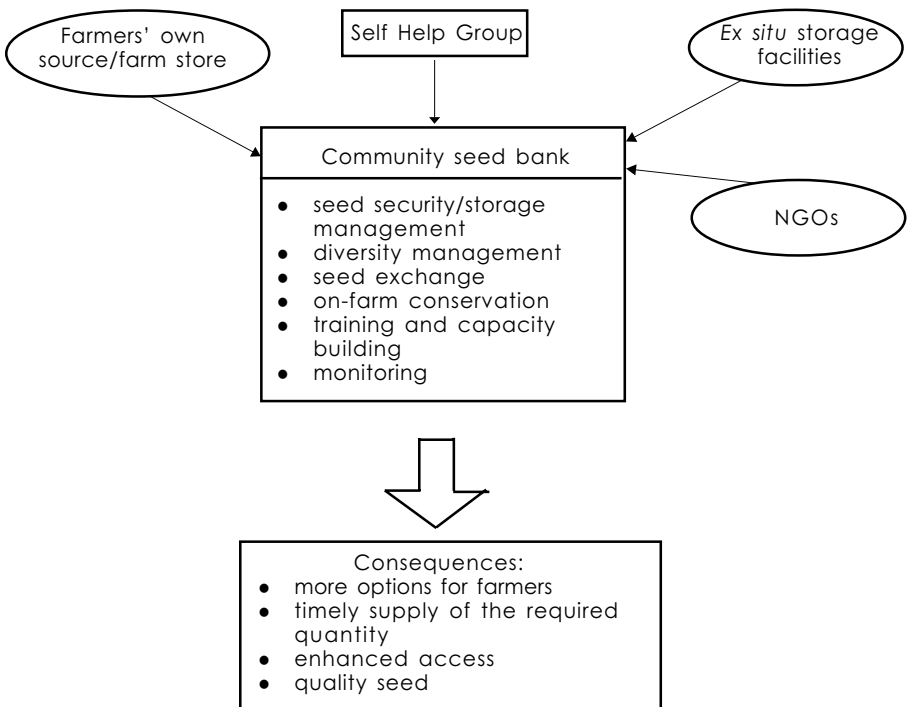 Farmers' own
source/farm store
Self Help Group
Ex situ storage
facilities
Community seed bank
NGOs
● seed security/storage
management
● diversity management
● seed exchange
● on-farm conservation
● training and capacity
building
● monitoring
Consequences:
● more options for farmers
● timely supply of the required
quantity
● enhanced access
● quality seed